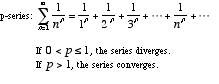 p-series: $\sum_{n=1}^{\infty} \frac{1}{n^p} = \frac{1}{1^p} + \frac{1}{2^p} + \frac{1}{3^p} + \cdots + \frac{1}{n^p} + \cdots$
If $0 < p \leq 1$, the series diverges.
If $p > 1$, the series converges.